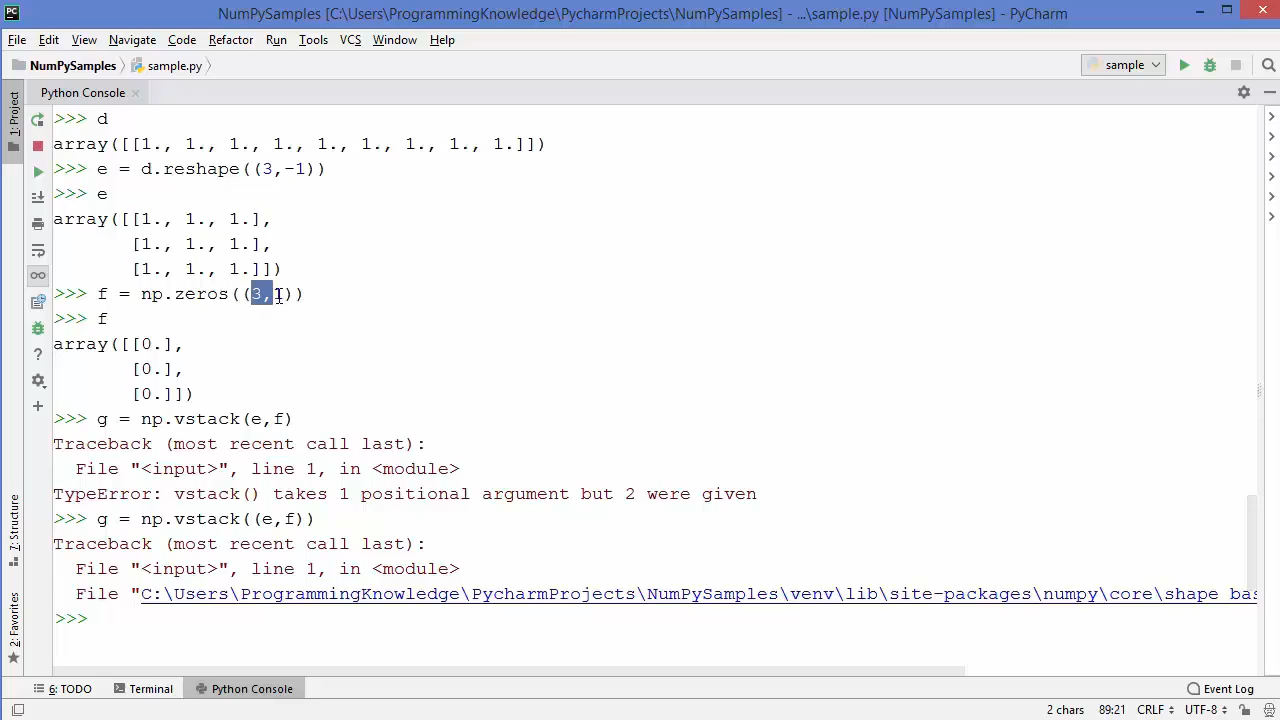 PC
NumPySamples [C:\Users\ProgrammingKnowledge\PycharmProjects\NumPySamples] - ...\sample.py [NumPySamples] - PyCharm
File Edit View Navigate Code Refactor Run Tools VCS Window Help
NumPySamples sample.py sample
1: Project
Python Console
>>> d
array([[1., 1., 1., 1., 1., 1., 1., 1., 1.]])
>>> e = d.reshape((3,-1))
>>> e
array([[1., 1., 1.],
[1., 1., 1.],
[1., 1., 1.]])
>>> f = np.zeros((3,1))
>>> f
array([[0.],
[0.],
[0.]])
>>> g = np.vstack(e,f)
Traceback (most recent call last):
File "<input>", line 1, in <module>
TypeError: vstack() takes 1 positional argument but 2 were given
>>> g = np.vstack((e,f))
Traceback (most recent call last):
File "<input>", line 1, in <module>
File "C:\Users\ProgrammingKnowledge\PycharmProjects\NumPySamples\venv\lib\site-packages\numpy\core\shape_bas
>>>
Z: Structure
2: Favorites
6: TODO Terminal Python Console Event Log
2 chars 89:21 CRLF UTF-8